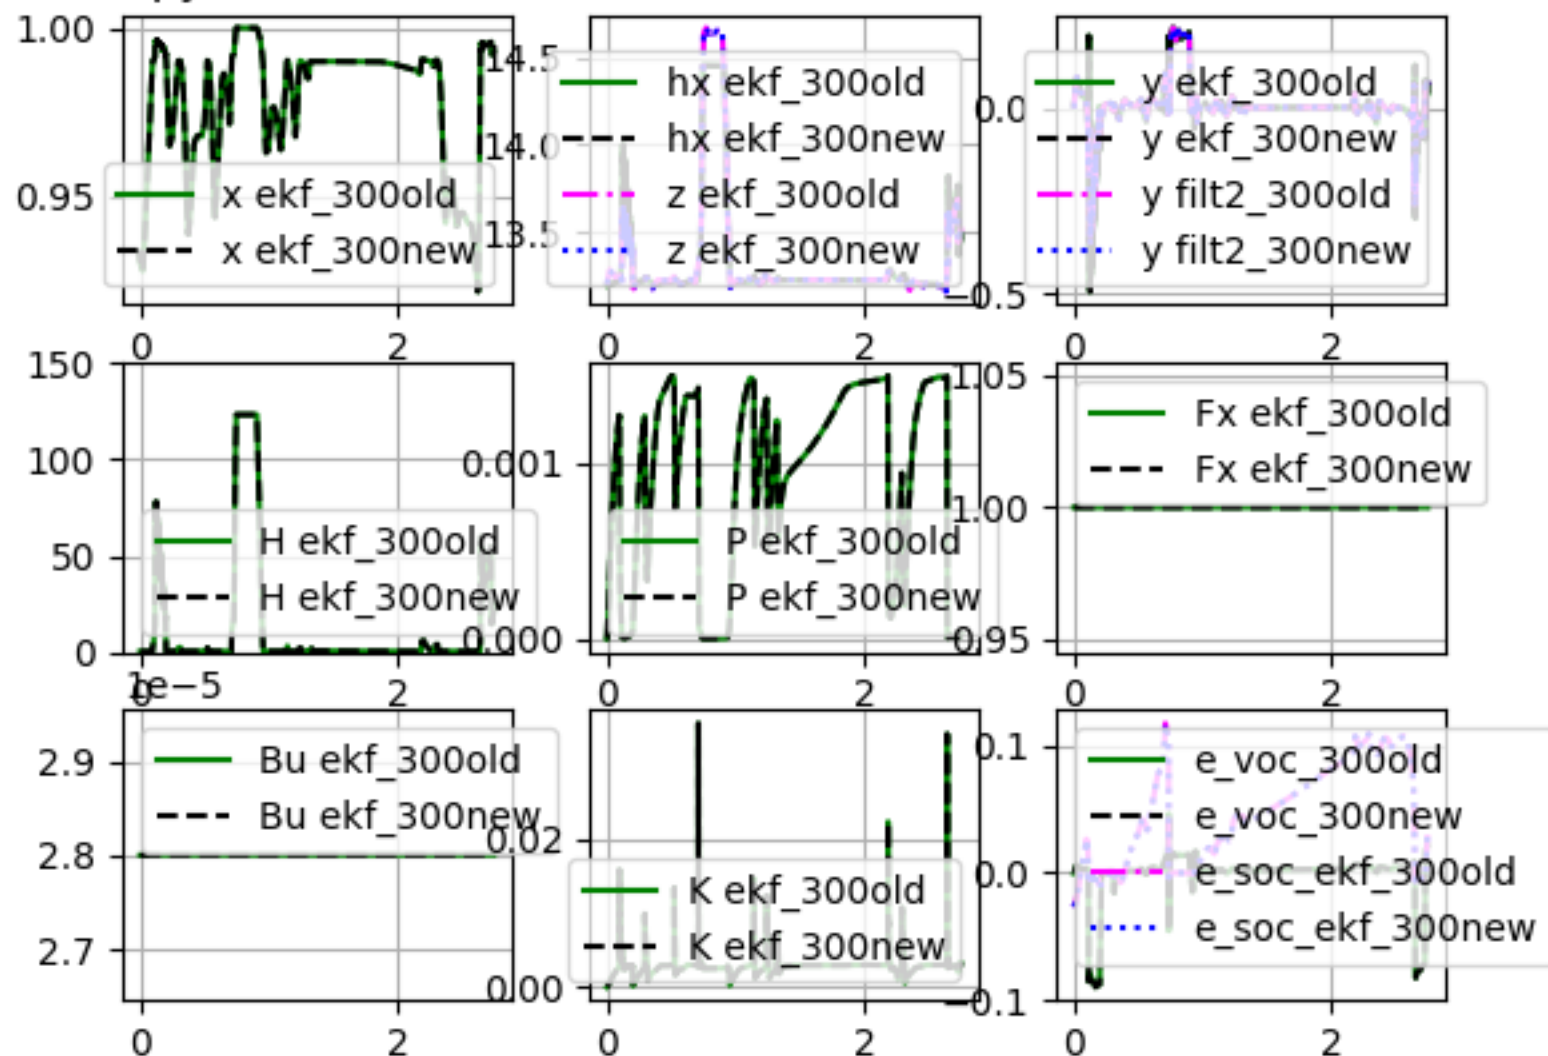 1.00
0.95
x ekf_300old
x ekf_300new
0 2
14.5
14.0
13.5
hx ekf_300old
hx ekf_300new
z ekf_300old
z ekf_300new
0 2
0.0
−0.5
y ekf_300old
y ekf_300new
y filt2_300old
y filt2_300new
0 2
150
100
50
0
H ekf_300old
H ekf_300new
0 2
0.001
0.000
P ekf_300old
P ekf_300new
0 2
1.05
1.00
0.95
Fx ekf_300old
Fx ekf_300new
0 2
1e−5
2.9
2.8
2.7
Bu ekf_300old
Bu ekf_300new
0 2
0.02
0.00
K ekf_300old
K ekf_300new
0 2
0.1
0.0
−0.1
e_voc_300old
e_voc_300new
e_soc_ekf_300old
e_soc_ekf_300new
0 2